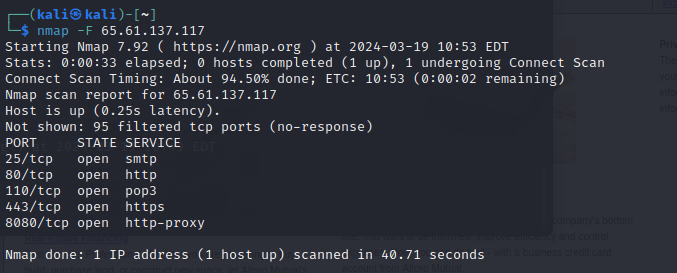 ┌──(kali㉿kali)-[~]
└─$ nmap -F 65.61.137.117
Starting Nmap 7.92 ( https://nmap.org ) at 2024-03-19 10:53 EDT
Stats: 0:00:33 elapsed; 0 hosts completed (1 up), 1 undergoing Connect Scan
Connect Scan Timing: About 94.50% done; ETC: 10:53 (0:00:02 remaining)
Nmap scan report for 65.61.137.117
Host is up (0.25s latency).
Not shown: 95 filtered tcp ports (no-response)
PORT     STATE SERVICE
25/tcp   open  smtp
80/tcp   open  http
110/tcp  open  pop3
443/tcp  open  https
8080/tcp open  http-proxy
Nmap done: 1 IP address (1 host up) scanned in 40.71 seconds